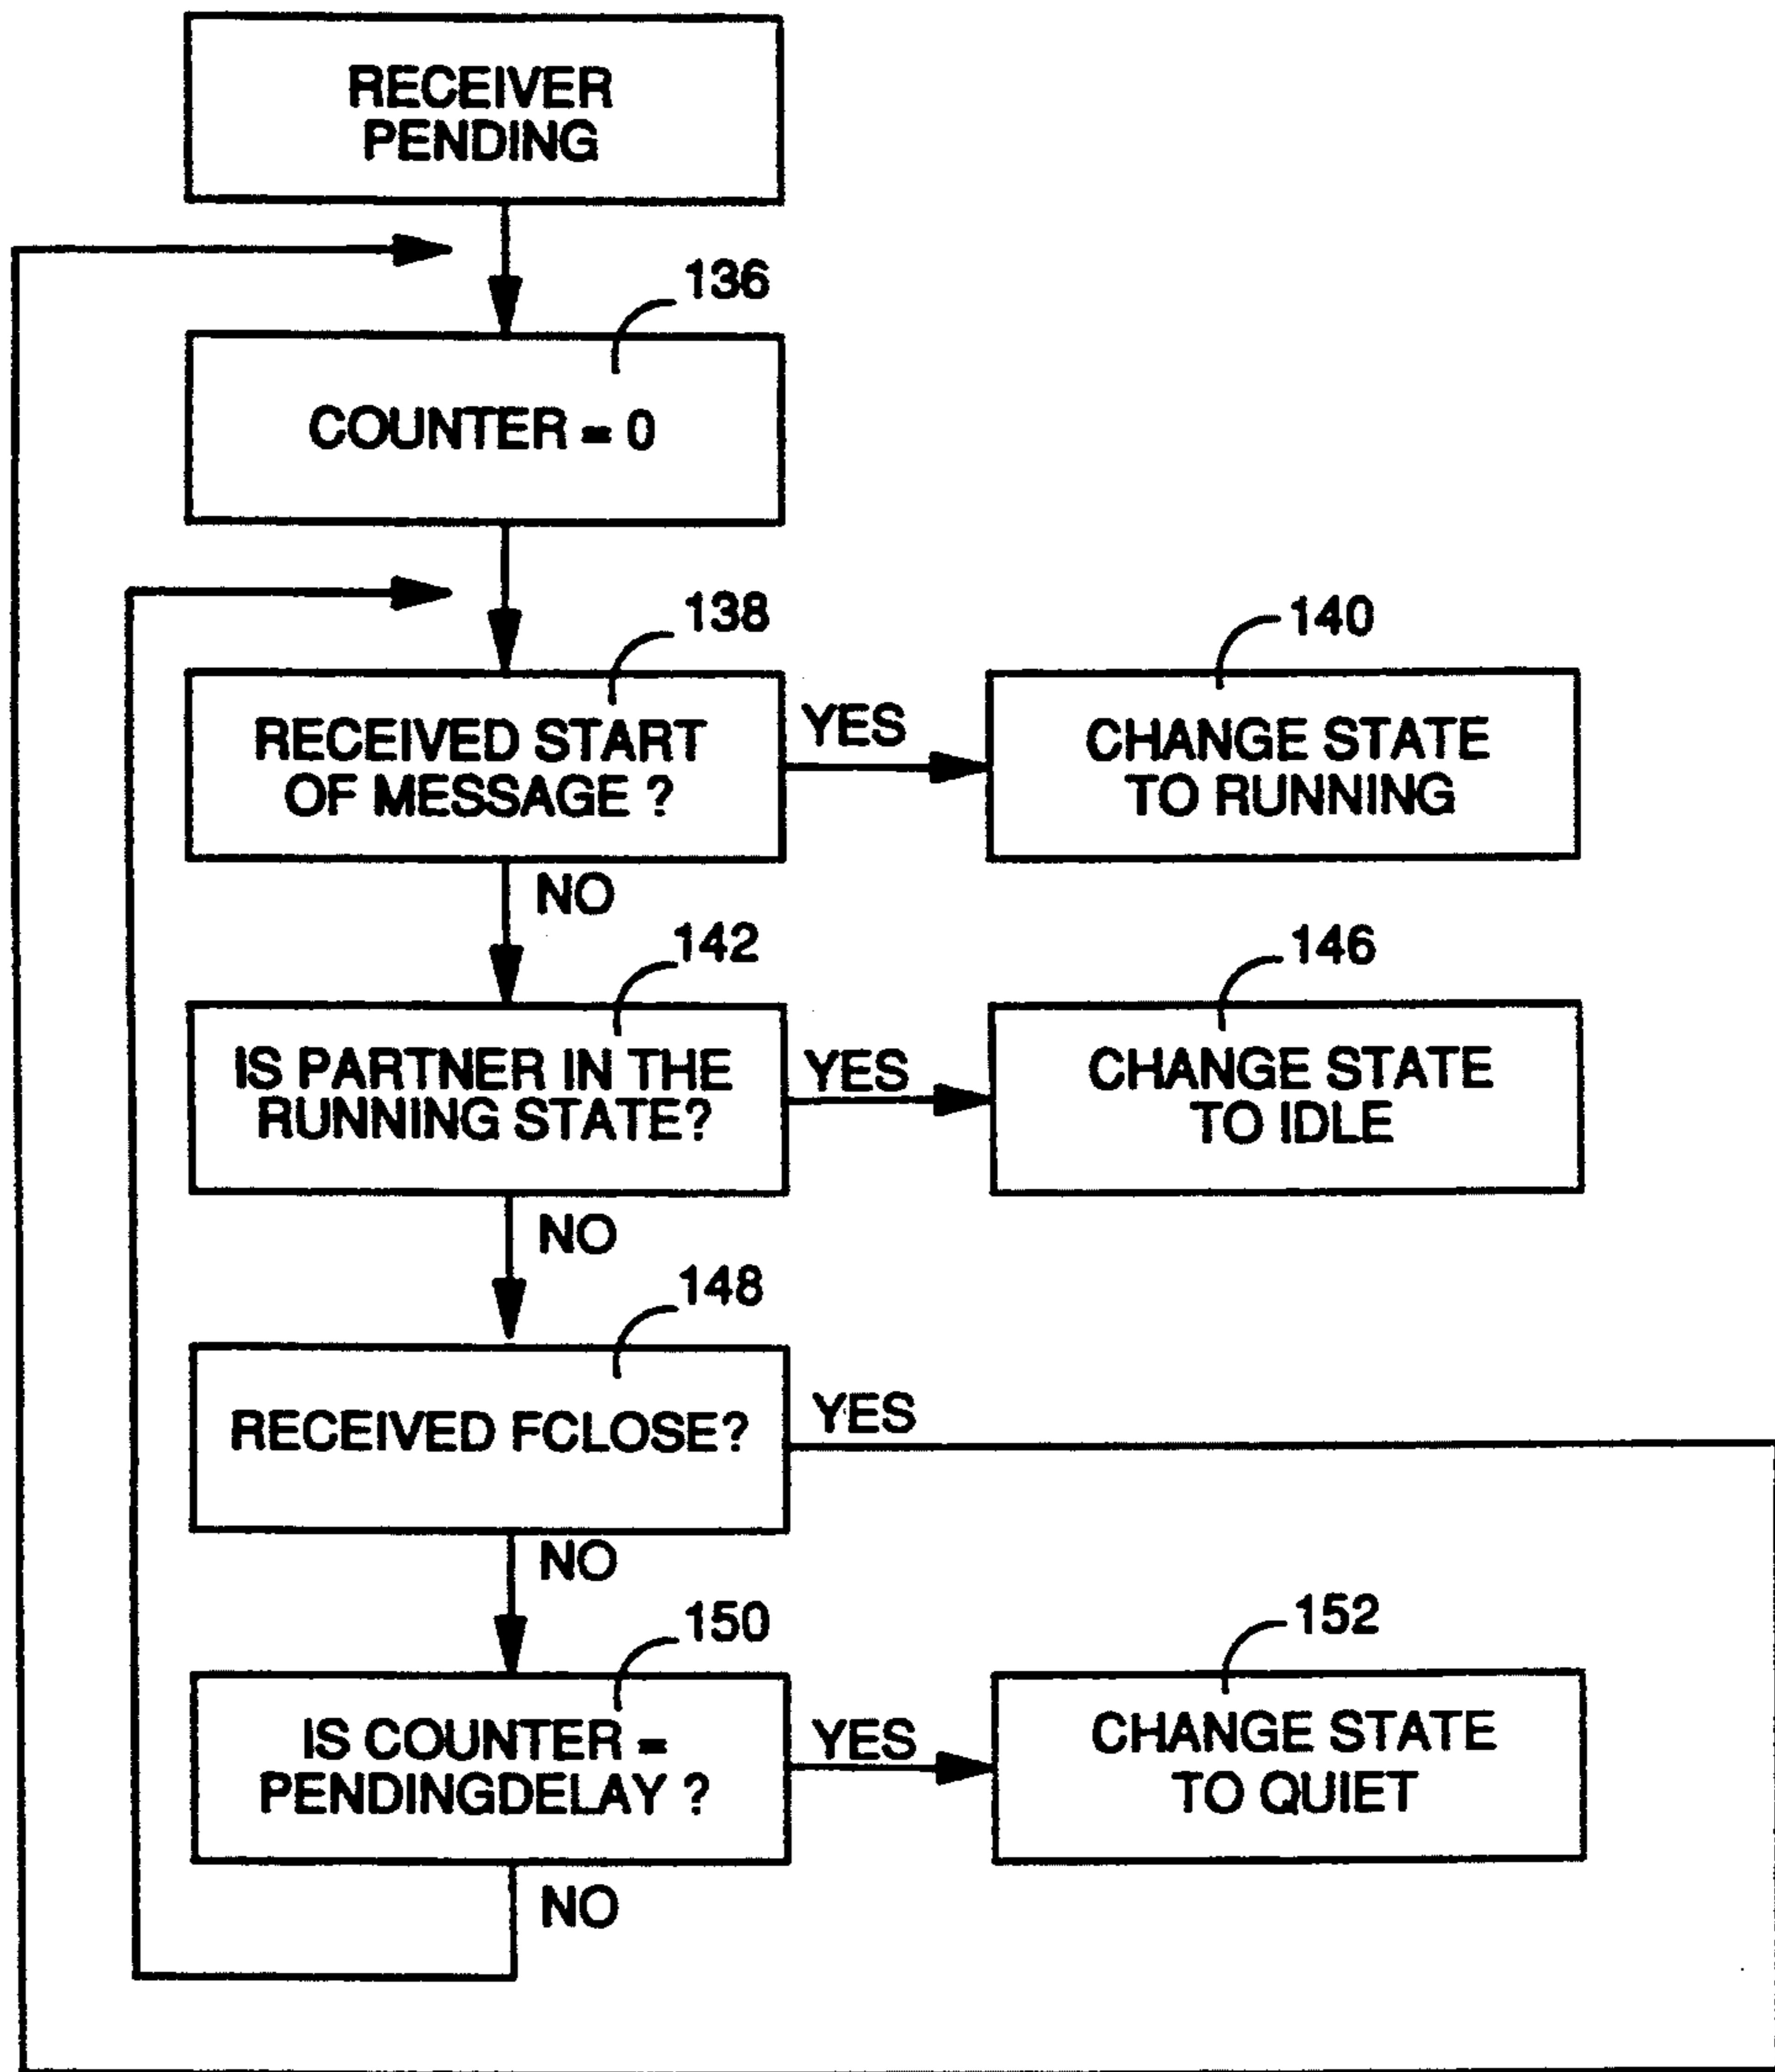 RECEIVER
PENDING
136
COUNTER = 0
138
RECEIVED START
OF MESSAGE ?
YES
140
CHANGE STATE
TO RUNNING
NO
142
IS PARTNER IN THE
RUNNING STATE?
YES
146
CHANGE STATE
TO IDLE
NO
148
RECEIVED FCLOSE?
YES
NO
150
IS COUNTER =
PENDINGDELAY ?
YES
152
CHANGE STATE
TO QUIET
NO